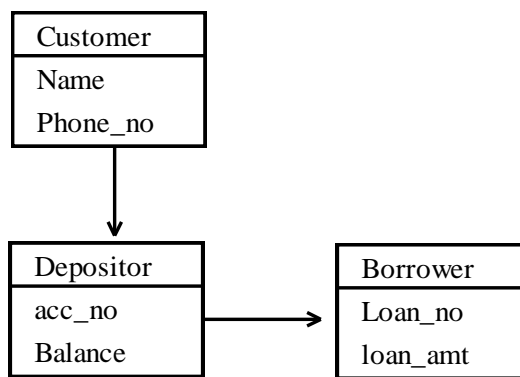 Customer
Name
Phone_no
Depositor
acc_no
Balance
Borrower
Loan_no
loan_amt